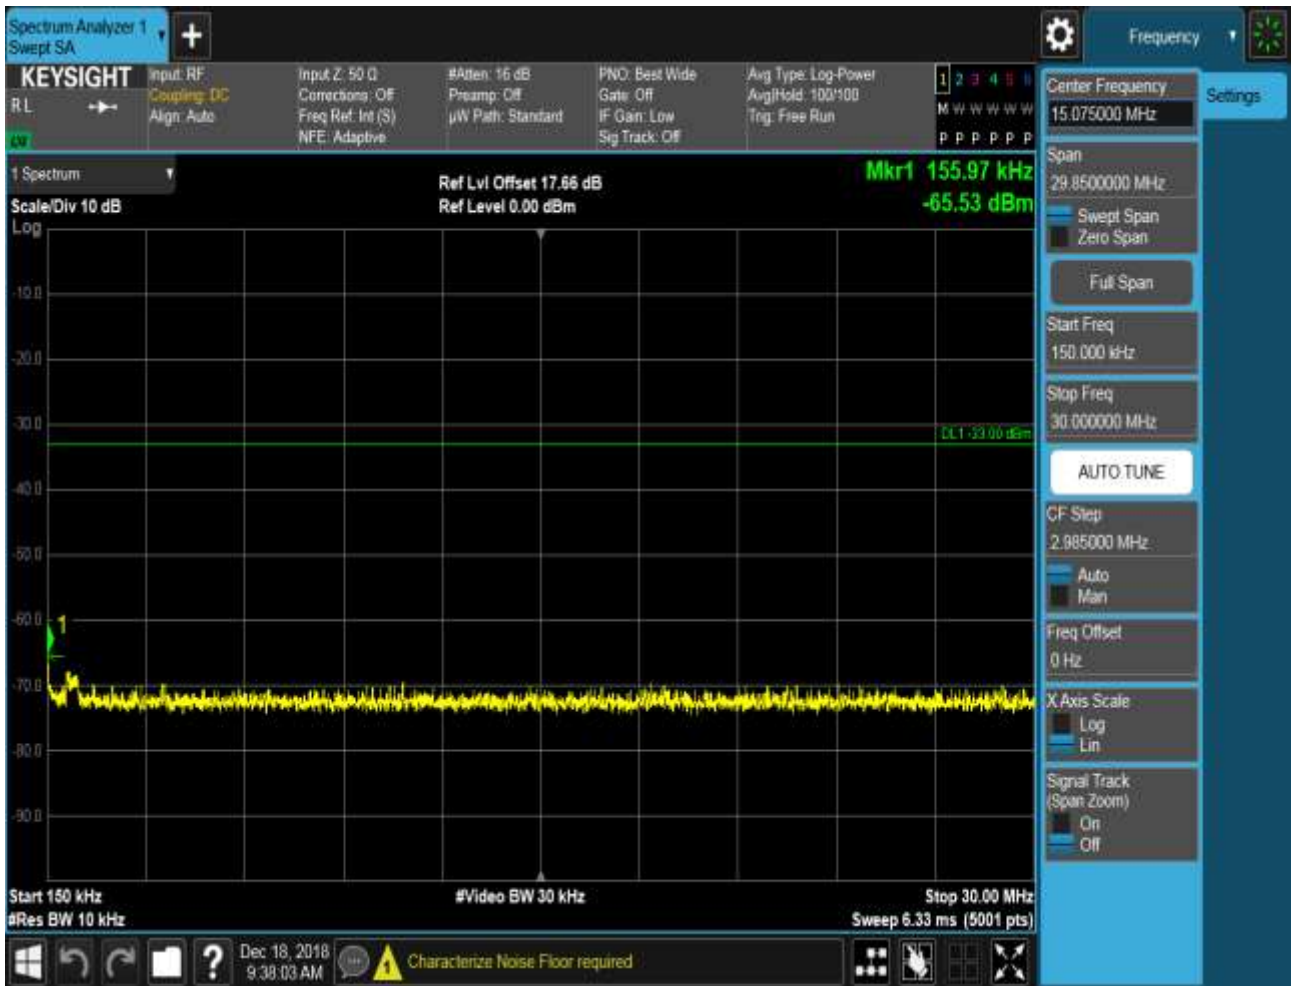 Spectrum Analyzer 1
Swept SA
Frequency
KEYSIGHT
RL
Input: RF
Coupling: DC
Align: Auto
Input Z: 50 Ω
Corrections: Off
Freq Ref: Int (S)
NFE: Adaptive
#Atten: 16 dB
Preamp: Off
µW Path: Standard
PNO: Best Wide
Gate: Off
IF Gain: Low
Sig Track: Off
Avg Type: Log-Power
Avg|Hold: 100/100
Trig: Free Run
1 2 3 4 5 6
M W W W W W
P P P P P P
1 Spectrum
Scale/Div 10 dB
Log
Ref Lvl Offset 17.66 dB
Ref Level 0.00 dBm
Mkr1 155.97 kHz
-65.53 dBm
-10.0
-20.0
-30.0
DL1 -33.00 dBm
-40.0
-50.0
-60.0
1
-70.0
-80.0
-90.0
Start 150 kHz
#Video BW 30 kHz
Stop 30.00 MHz
#Res BW 10 kHz
Sweep 6.33 ms (5001 pts)
?
Dec 18, 2018
9:38:03 AM
Characterize Noise Floor required
Center Frequency
15.075000 MHz
Settings
Span
29.8500000 MHz
Swept Span
Zero Span
Full Span
Start Freq
150.000 kHz
Stop Freq
30.000000 MHz
AUTO TUNE
CF Step
2.985000 MHz
Auto
Man
Freq Offset
0 Hz
X Axis Scale
Log
Lin
Signal Track
(Span Zoom)
On
Off